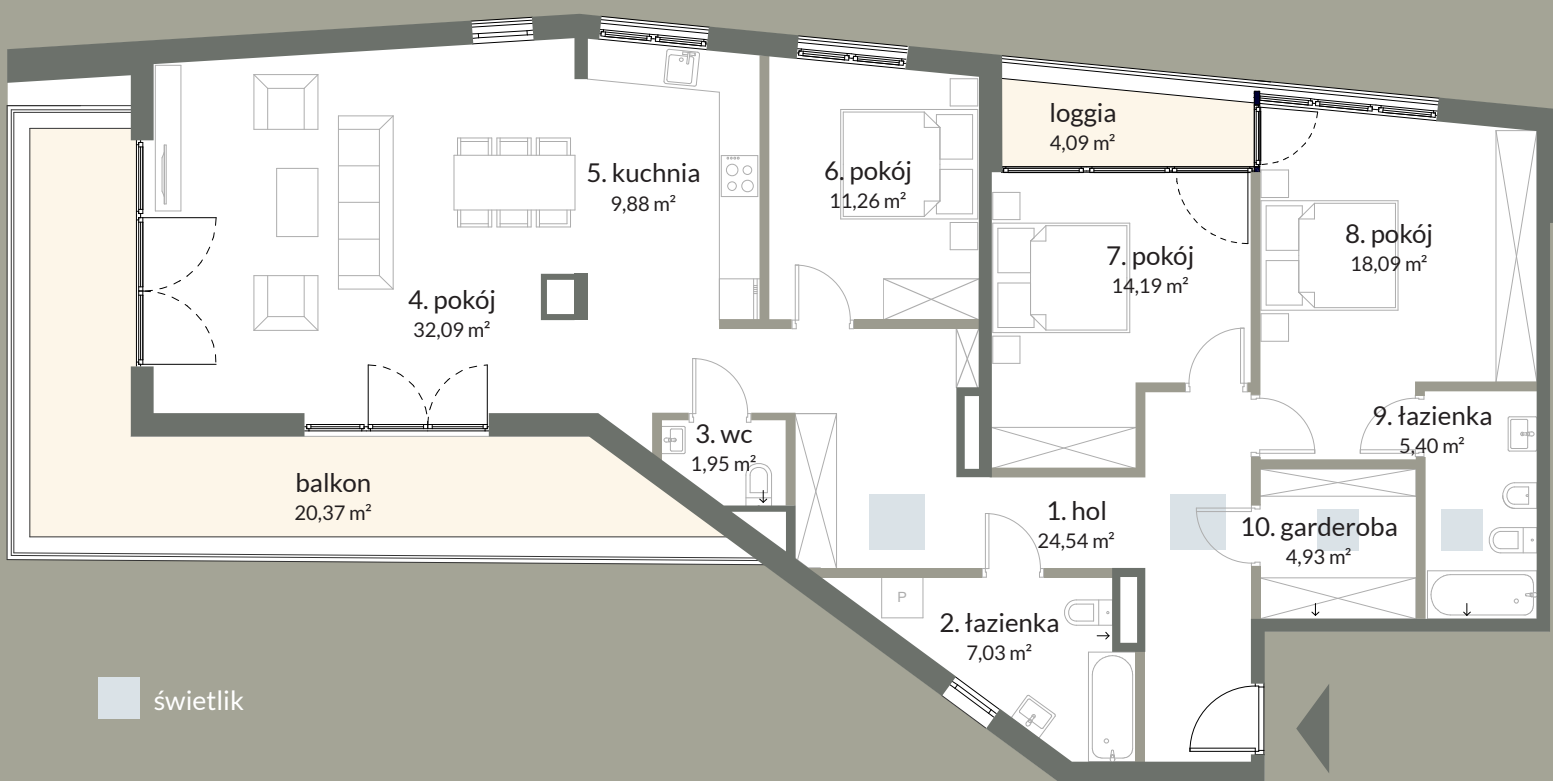 loggia
4,09 m²
5. kuchnia
9,88 m²
6. pokój
11,26 m²
7. pokój
14,19 m²
8. pokój
18,09 m²
4. pokój
32,09 m²
9. łazienka
5,40 m²
3. wc
1,95 m²
balkon
20,37 m²
1. hol
24,54 m²
10. garderoba
4,93 m²
P
2. łazienka
7,03 m²
świetlik